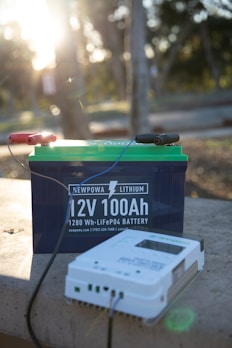 NEWPOWA LITHIUM
12V 100Ah
1280 Wh-LiFePO4 BATTERY